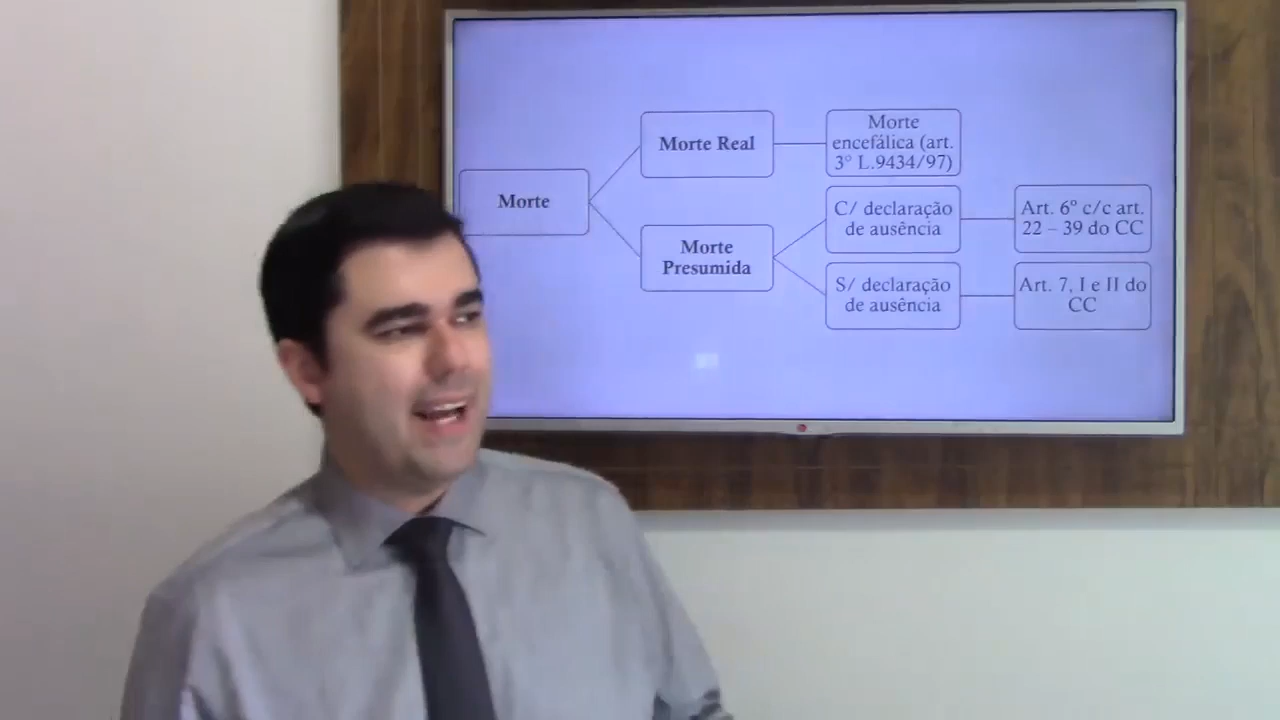 Morte
Morte Real
Morte
encefálica (art.
3º L.9434/97)
Morte
Presumida
C/ declaração
de ausência
Art. 6º c/c art.
22 – 39 do CC
S/ declaração
de ausência
Art. 7, I e II do
CC